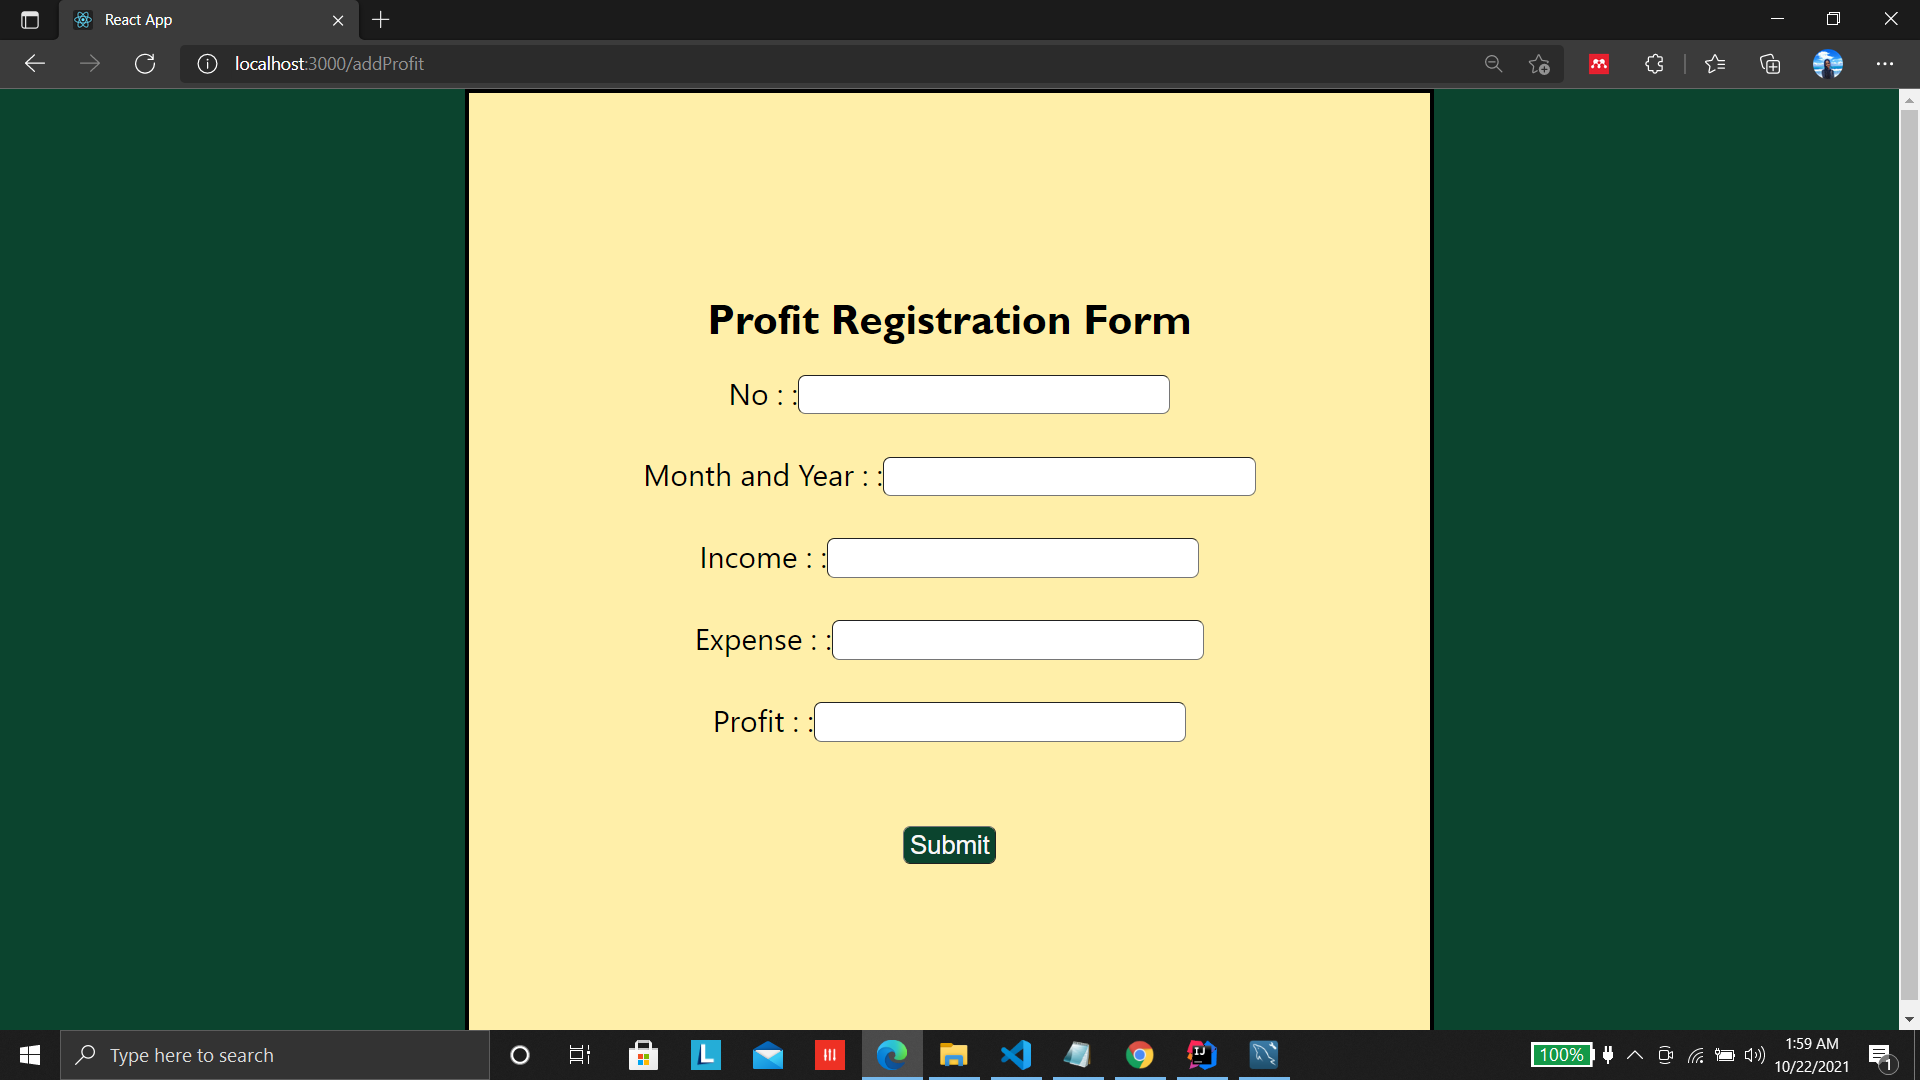 React App
localhost:3000/addProfit
Profit Registration Form
No : :
Month and Year : :
Income : :
Expense : :
Profit : :
Submit
Type here to search
L
IJ
100%
1:59 AM
10/22/2021
1